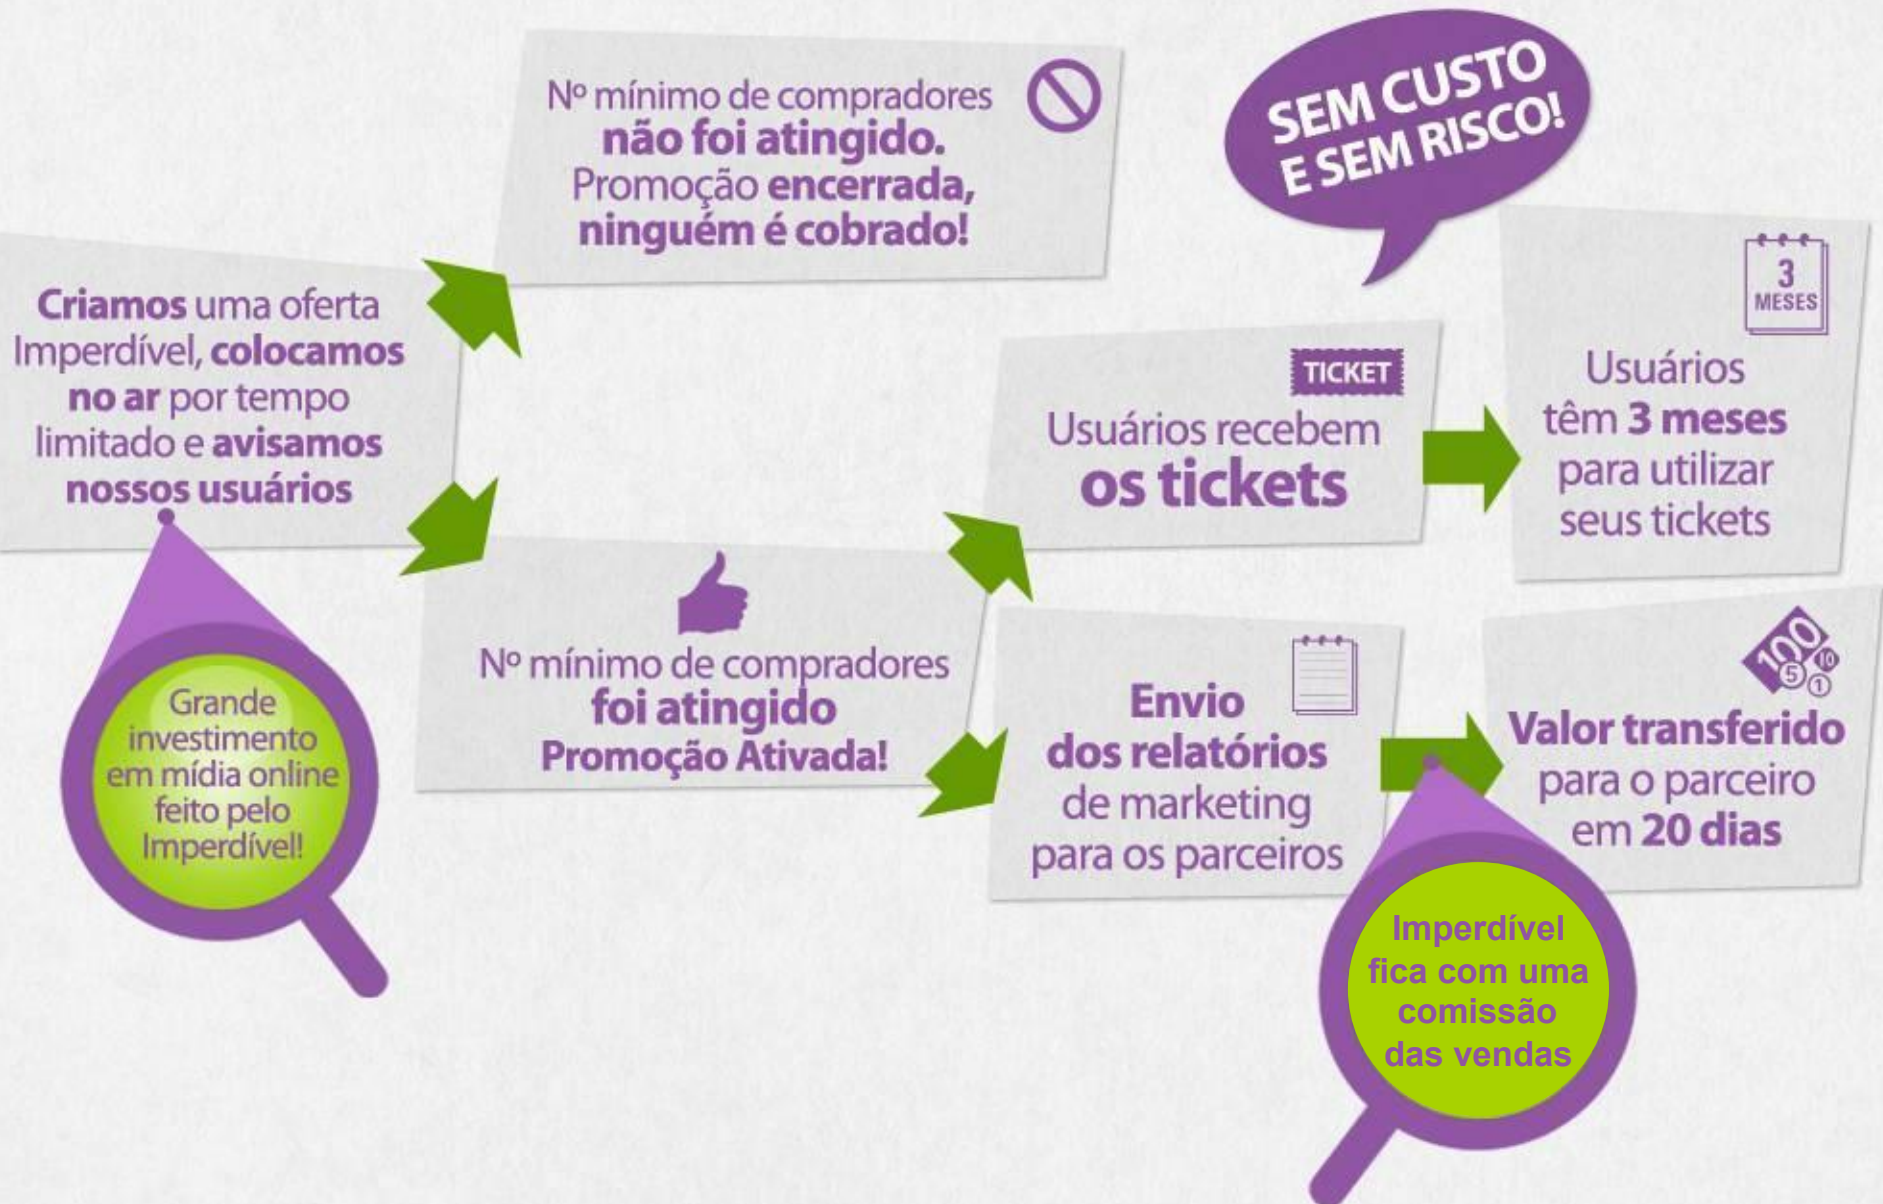 Criamos uma oferta
Imperdível, colocamos
no ar por tempo
limitado e avisamos
nossos usuários
Grande
investimento
em mídia online
feito pelo
Imperdível!
Nº mínimo de compradores
não foi atingido.
Promoção encerrada,
ninguém é cobrado!
Nº mínimo de compradores
foi atingido
Promoção Ativada!
SEM CUSTO
E SEM RISCO!
TICKET
Usuários recebem
os tickets
3
MESES
Usuários
têm 3 meses
para utilizar
seus tickets
Envio
dos relatórios
de marketing
para os parceiros
Imperdível
fica com uma
comissão
das vendas
100
10
5
1
Valor transferido
para o parceiro
em 20 dias